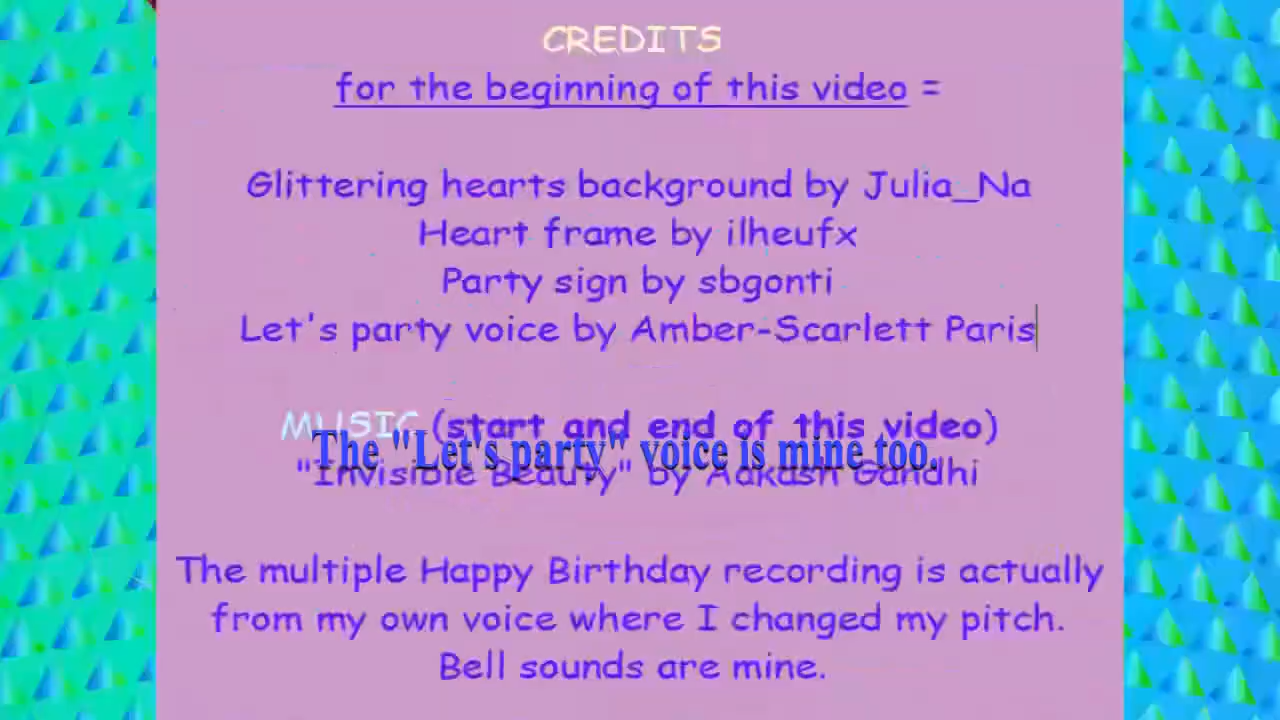 CREDITS
for the beginning of this video =
Glittering hearts background by Julia_Na
Heart frame by ilheufx
Party sign by sbgonti
Let's party voice by Amber-Scarlett Paris
MUSIC (start and end of this video)
The "Let's party" voice is mine too.
"Invisible Beauty" by Aakash Gandhi
The multiple Happy Birthday recording is actually
from my own voice where I changed my pitch.
Bell sounds are mine.